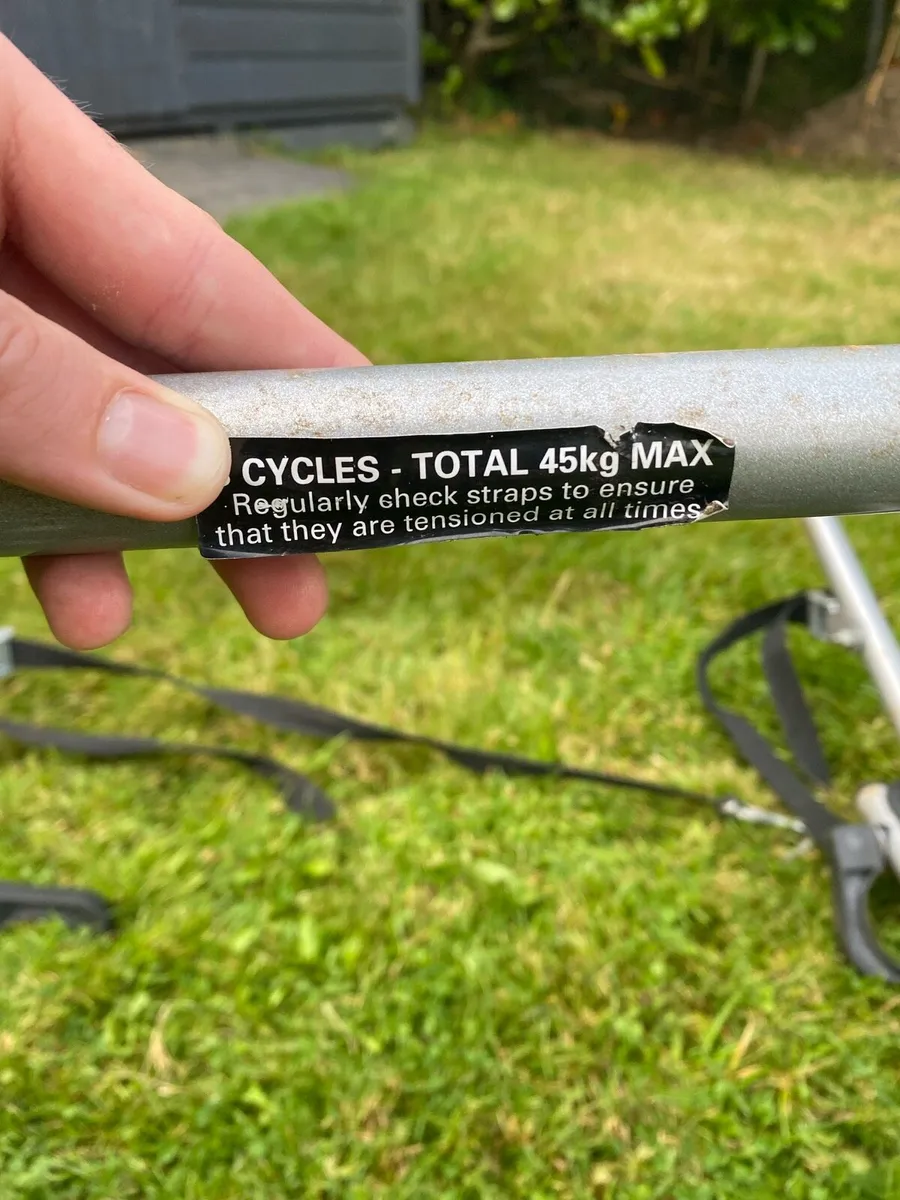 CYCLES - TOTAL 45kg MAX
Regularly check straps to ensure
that they are tensioned at all times